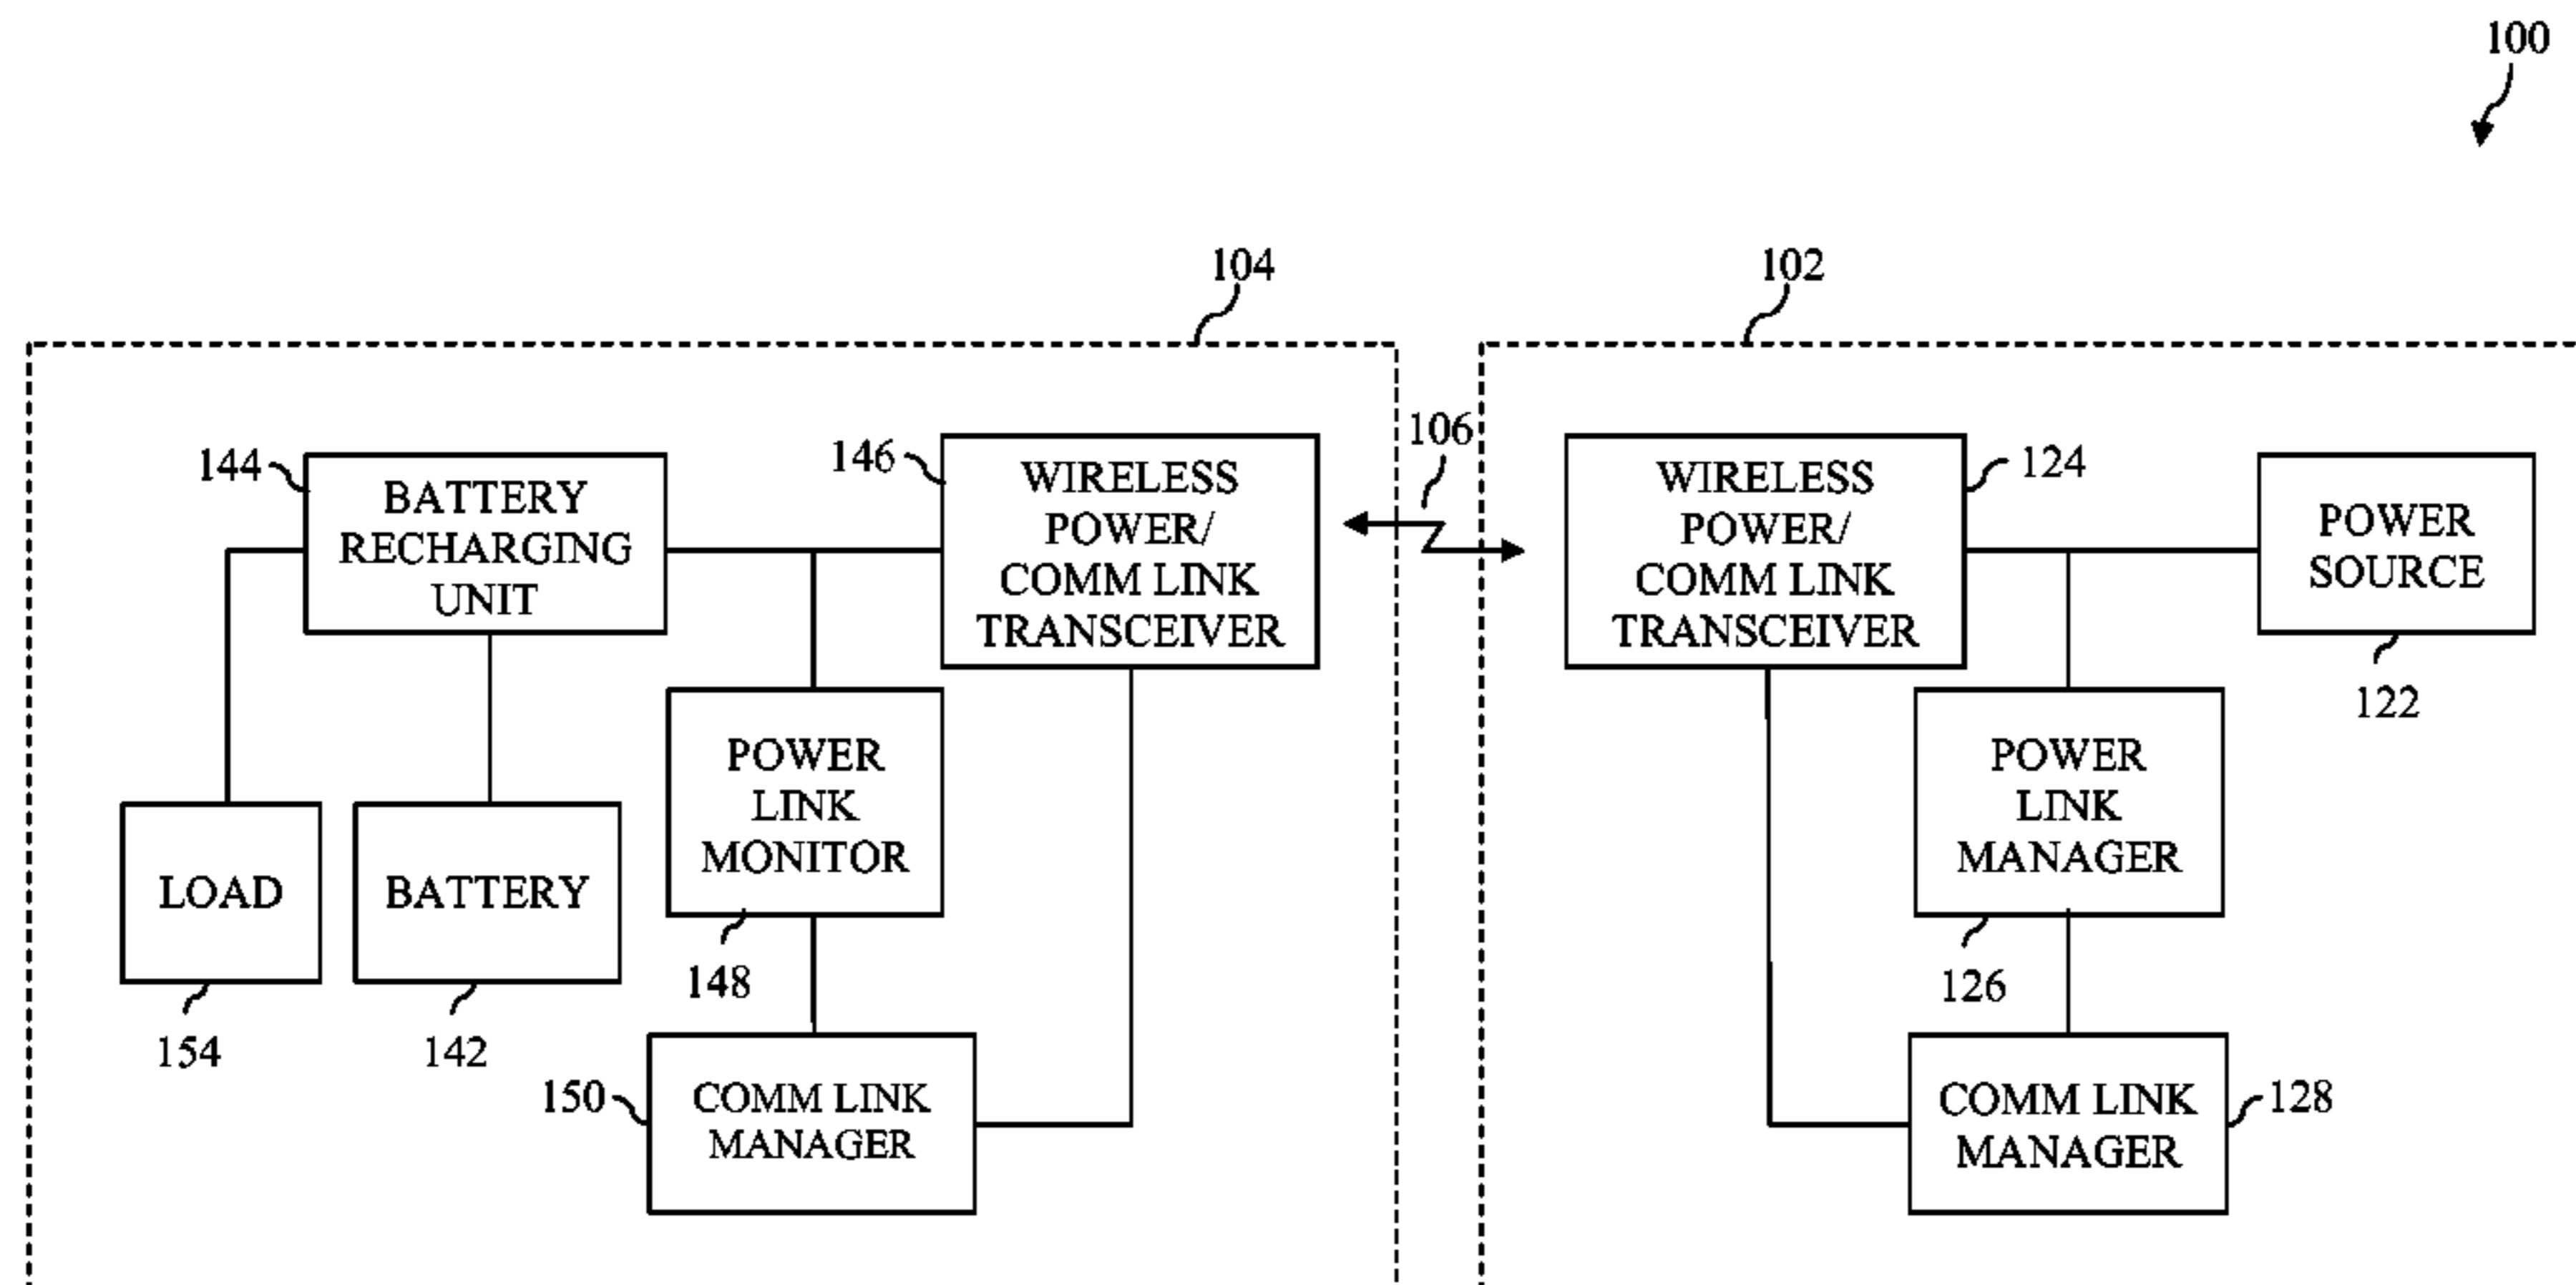 100
104
102
106
144
BATTERY
RECHARGING
UNIT
146
WIRELESS
POWER/
COMM LINK
TRANSCEIVER
WIRELESS
POWER/
COMM LINK
TRANSCEIVER
124
POWER
SOURCE
122
LOAD
154
BATTERY
142
POWER
LINK
MONITOR
148
POWER
LINK
MANAGER
126
150
COMM LINK
MANAGER
COMM LINK
MANAGER
128